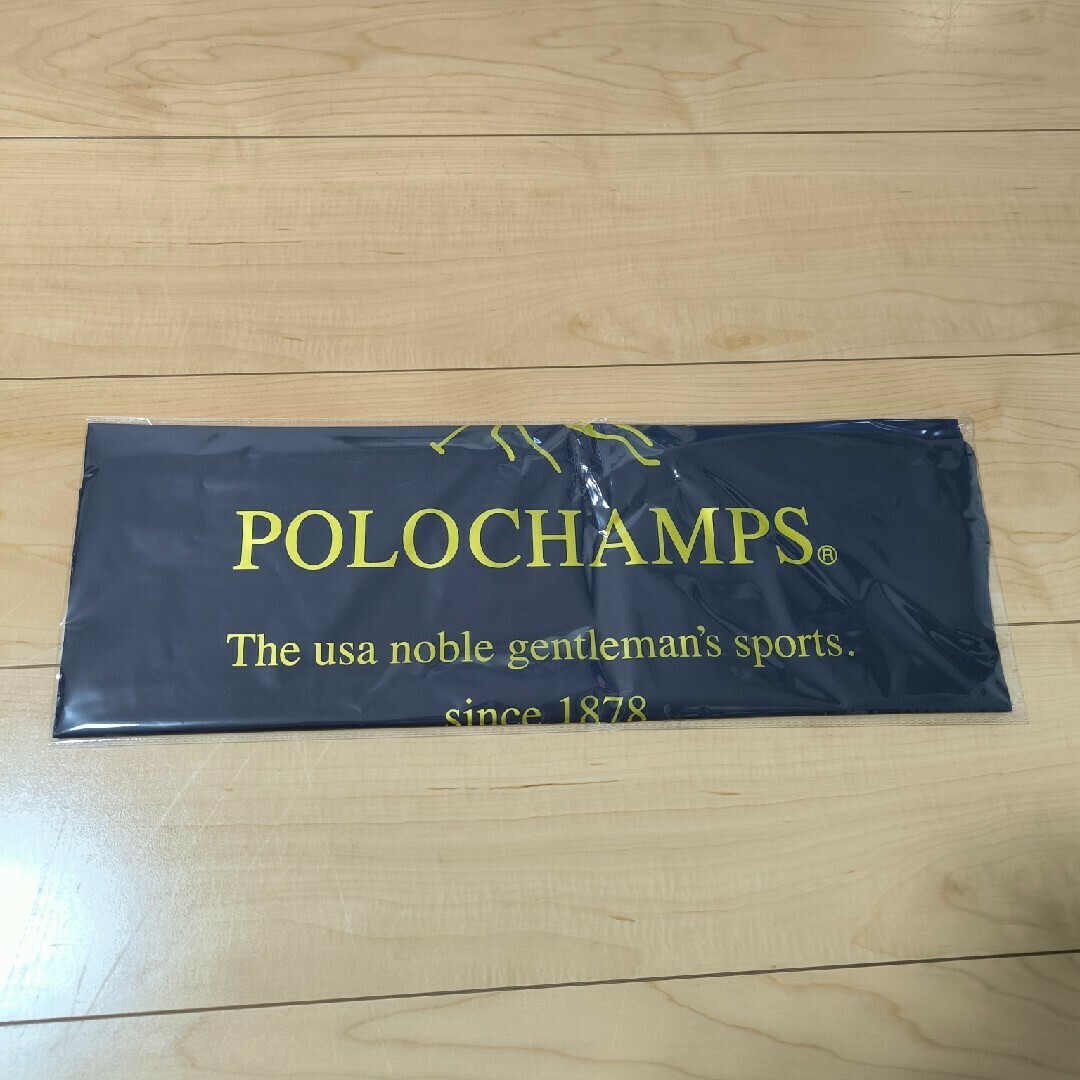 POLOCHAMPS®
The usa noble gentleman's sports.
since 1878